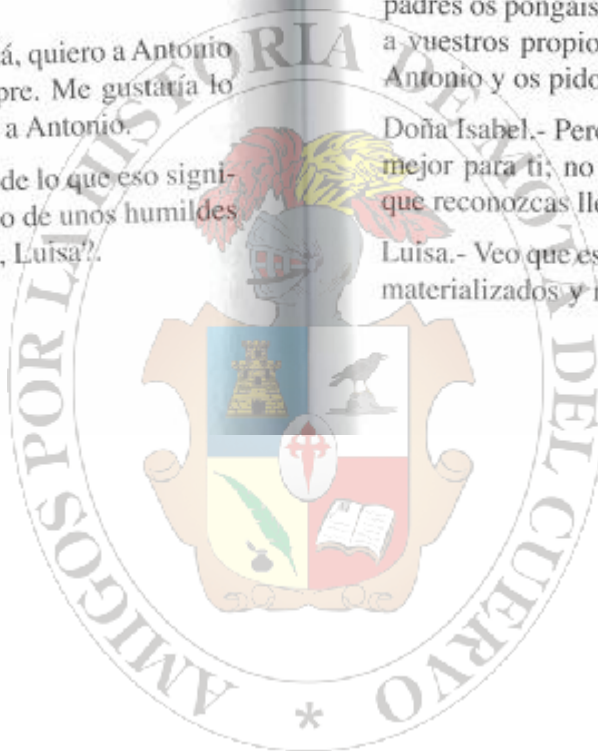 á, quiero a Antonio
pre. Me gustaría lo
a Antonio.
de lo que eso signi-
o de unos humildes
, Luisa?.
padres os pongáis
a vuestros propio
Antonio y os pido
Doña Isabel.- Pero
mejor para ti; no
que reconozcas lle
Luisa.- Veo que es
materializados y
AMIGOS POR LA HISTORIA DE MOTA DEL CUERVO
*